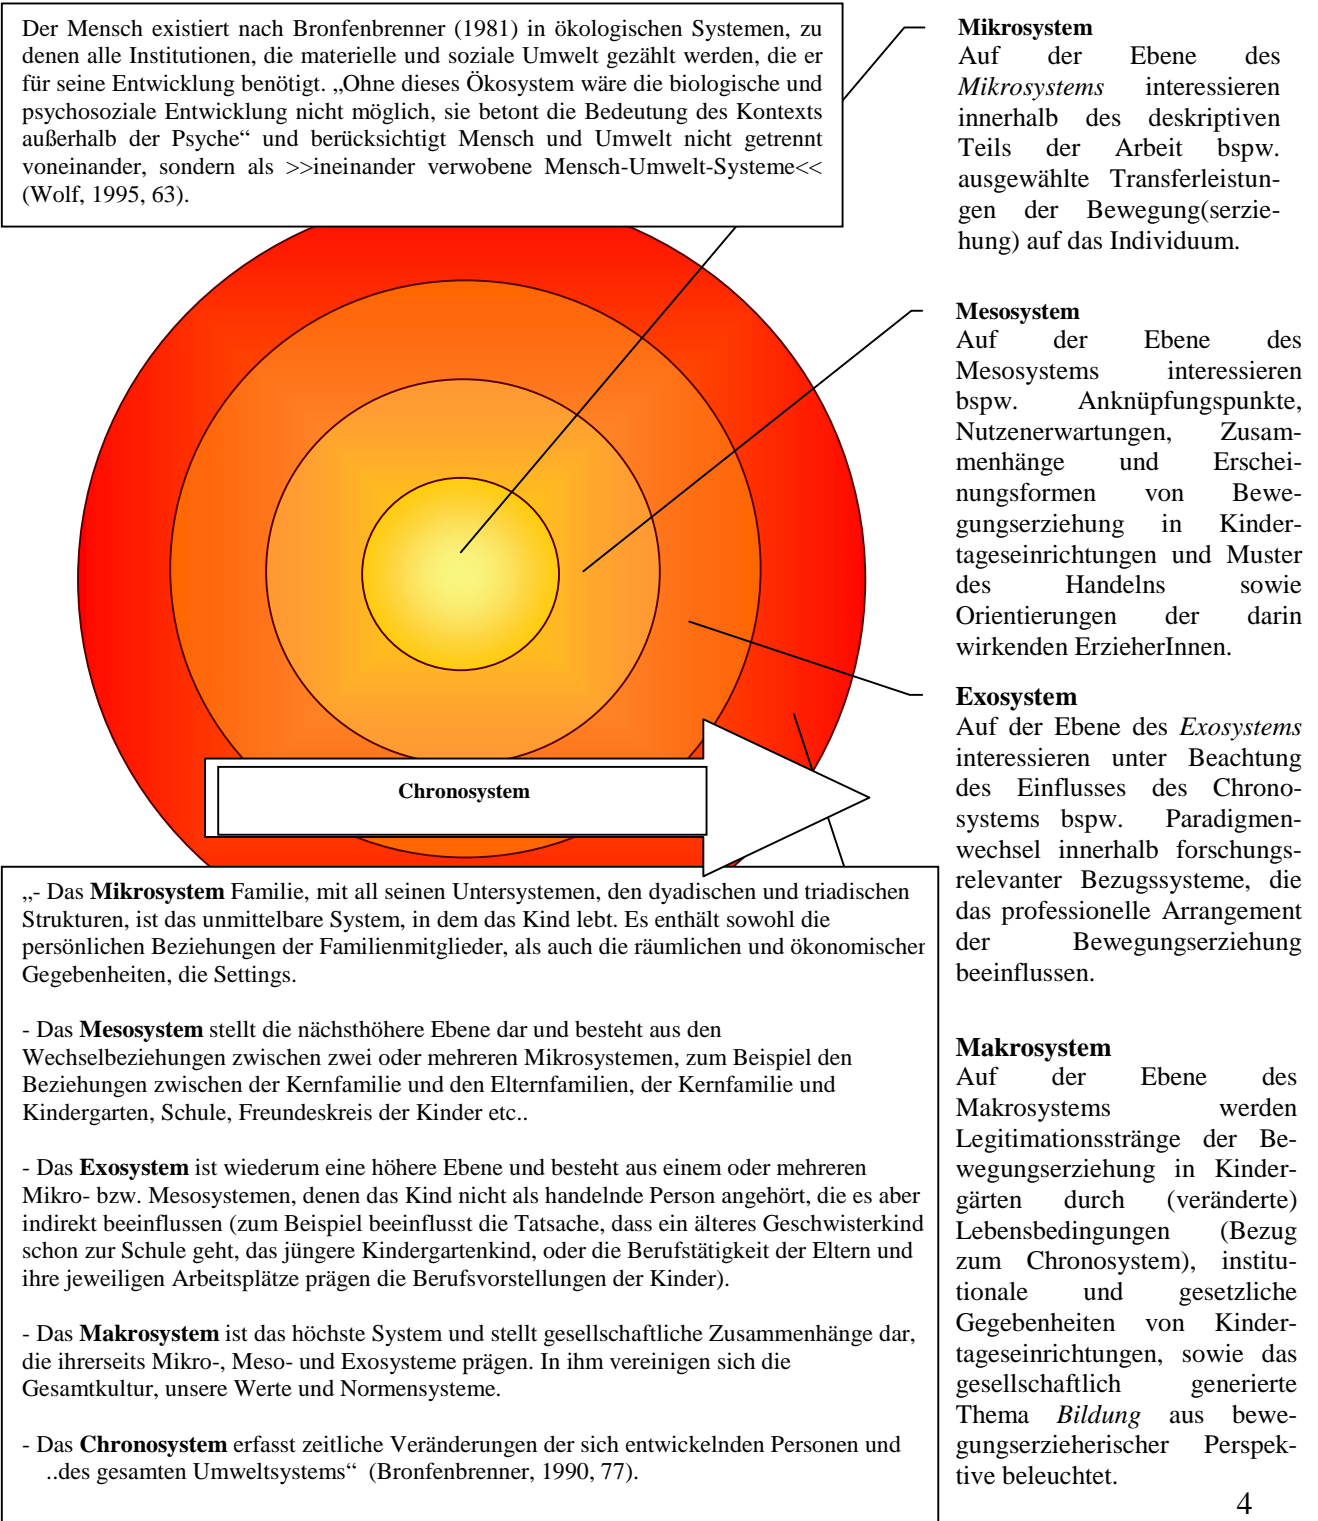 Der Mensch existiert nach Bronfenbrenner (1981) in ökologischen Systemen, zu
denen alle Institutionen, die materielle und soziale Umwelt gezählt werden, die er
für seine Entwicklung benötigt. „Ohne dieses Ökosystem wäre die biologische und
psychosoziale Entwicklung nicht möglich, sie betont die Bedeutung des Kontexts
außerhalb der Psyche“ und berücksichtigt Mensch und Umwelt nicht getrennt
voneinander, sondern als >>ineinander verwobene Mensch-Umwelt-Systeme<<
(Wolf, 1995, 63).
Mikrosystem
Auf der Ebene des
Mikrosystems interessieren
innerhalb des deskriptiven
Teils der Arbeit bspw.
ausgewählte Transferleistun-
gen der Bewegung(serzie-
hung) auf das Individuum.
Mesosystem
Auf der Ebene des
Mesosystems interessieren
bspw. Anknüpfungspunkte,
Nutzenerwartungen, Zusam-
menhänge und Erschei-
nungsformen von Bewe-
gungserziehung in Kinder-
tageseinrichtungen und Muster
des Handelns sowie
Orientierungen der darin
wirkenden ErzieherInnen.
Exosystem
Auf der Ebene des Exosystems
interessieren unter Beachtung
des Einflusses des Chrono-
systems bspw. Paradigmen-
wechsel innerhalb forschungs-
relevanter Bezugssysteme, die
das professionelle Arrangement
der Bewegungserziehung
beeinflussen.
Makrosystem
Auf der Ebene des
Makrosystems werden
Legitimationsstränge der Be-
wegungserziehung in Kinder-
gärten durch (veränderte)
Lebensbedingungen (Bezug
zum Chronosystem), institu-
tionale und gesetzliche
Gegebenheiten von Kinder-
tageseinrichtungen, sowie das
gesellschaftlich generierte
Thema Bildung aus bewe-
gungserzieherischer Perspek-
tive beleuchtet.
Chronosystem
„- Das Mikrosystem Familie, mit all seinen Untersystemen, den dyadischen und triadischen
Strukturen, ist das unmittelbare System, in dem das Kind lebt. Es enthält sowohl die
persönlichen Beziehungen der Familienmitglieder, als auch die räumlichen und ökonomischen
Gegebenheiten, die Settings.
- Das Mesosystem stellt die nächsthöhere Ebene dar und besteht aus den
Wechselbeziehungen zwischen zwei oder mehreren Mikrosystemen, zum Beispiel den
Beziehungen zwischen der Kernfamilie und den Elternfamilien, der Kernfamilie und
Kindergarten, Schule, Freundeskreis der Kinder etc..
- Das Exosystem ist wiederum eine höhere Ebene und besteht aus einem oder mehreren
Mikro- bzw. Mesosystemen, denen das Kind nicht als handelnde Person angehört, die es aber
indirekt beeinflussen (zum Beispiel beeinflusst die Tatsache, dass ein älteres Geschwisterkind
schon zur Schule geht, das jüngere Kindergartenkind, oder die Berufstätigkeit der Eltern und
ihre jeweiligen Arbeitsplätze prägen die Berufsvorstellungen der Kinder).
- Das Makrosystem ist das höchste System und stellt gesellschaftliche Zusammenhänge dar,
die ihrerseits Mikro-, Meso- und Exosysteme prägen. In ihm vereinigen sich die
Gesamtkultur, unsere Werte und Normensysteme.
- Das Chronosystem erfasst zeitliche Veränderungen der sich entwickelnden Personen und
..des gesamten Umweltsystems“ (Bronfenbrenner, 1990, 77).
4